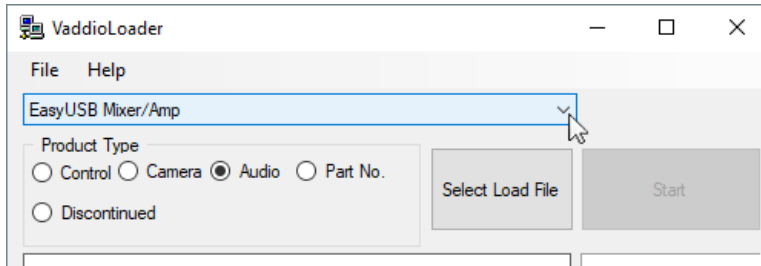 VaddioLoader
File Help
EasyUSB Mixer/Amp
Product Type
Control Camera Audio Part No.
Discontinued
Select Load File
Start